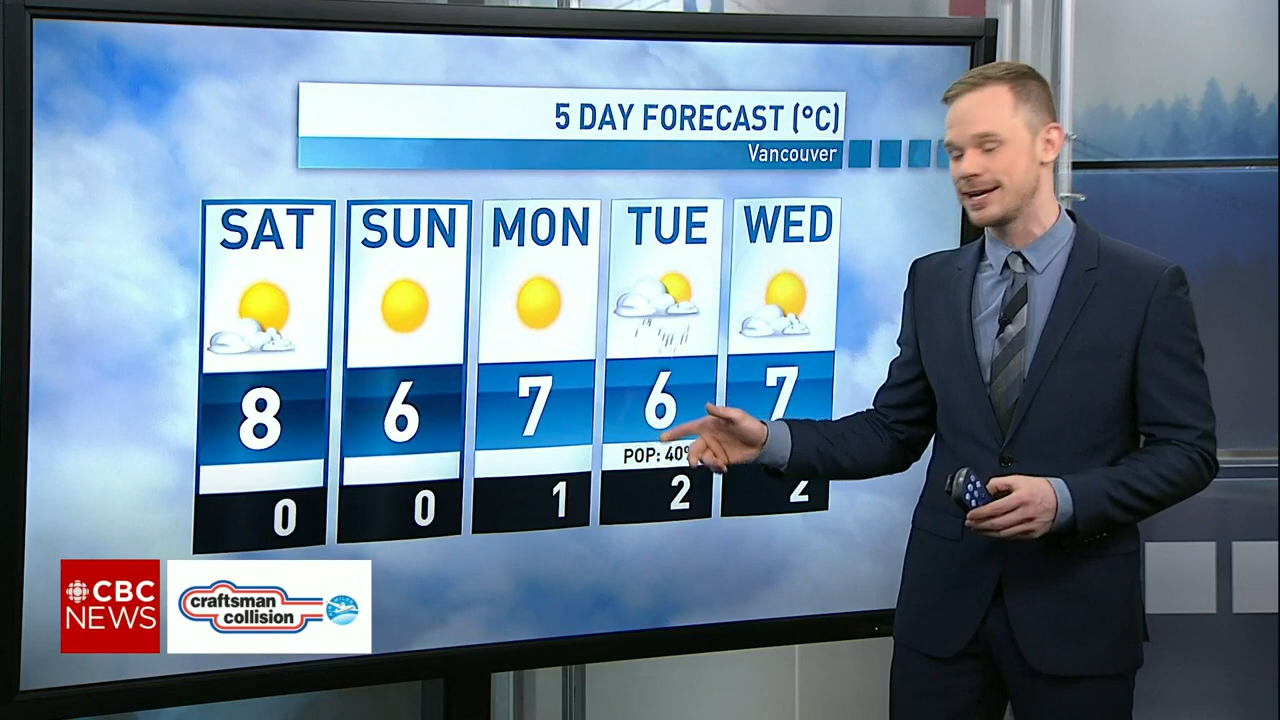 5 DAY FORECAST (°C)
Vancouver
SAT SUN MON TUE WED
8 6 7 6 7
POP: 40%
0 0 1 2 2
CBC
NEWS
craftsman
collision